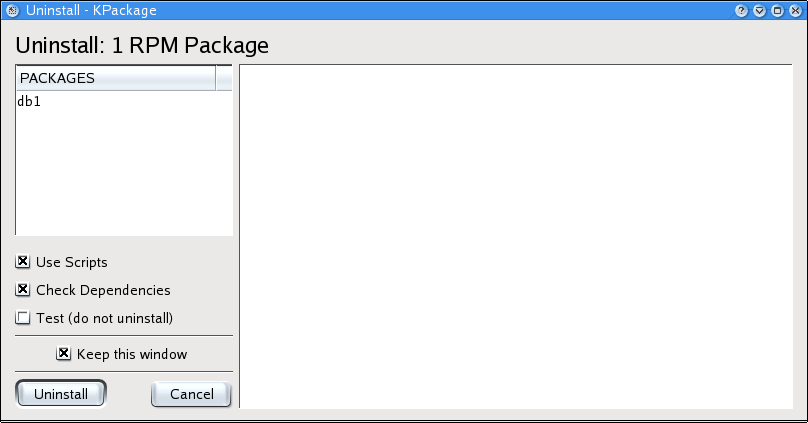 Uninstall - KPackage
Uninstall: 1 RPM Package
PACKAGES
db1
Use Scripts
Check Dependencies
Test (do not uninstall)
Keep this window
Uninstall
Cancel